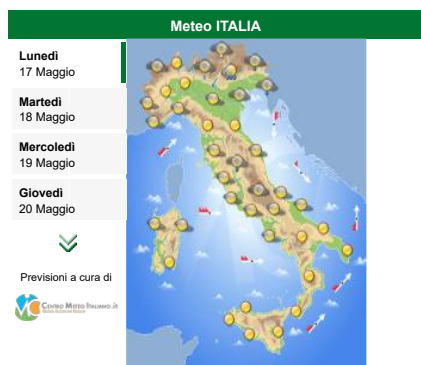 Meteo ITALIA
Lunedì
17 Maggio
Martedì
18 Maggio
Mercoledì
19 Maggio
Giovedì
20 Maggio
Previsioni a cura di
Centro Meteo Italiano.it